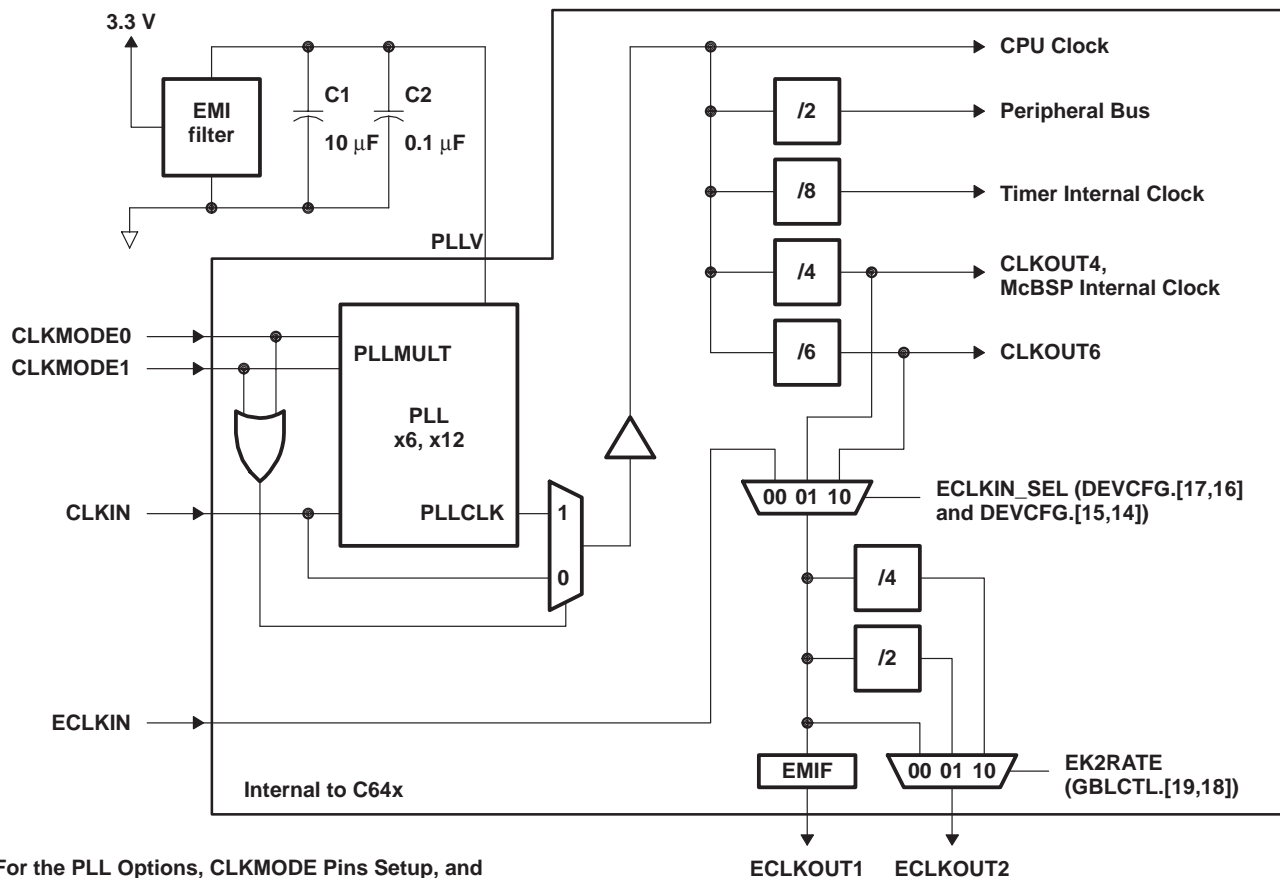 3.3 V
CPU Clock
EMI
filter
C1
C2
10 μF
0.1 μF
/2
Peripheral Bus
/8
Timer Internal Clock
PLLV
/4
CLKOUT4,
McBSP Internal Clock
CLKMODE0
CLKMODE1
PLLMULT
/6
CLKOUT6
PLL
x6, x12
00 01 10
ECLKIN_SEL (DEVCFG.[17,16]
and DEVCFG.[15,14])
CLKIN
PLLCLK
1
0
/4
/2
ECLKIN
EMIF
00 01 10
EK2RATE
(GBLCTL.[19,18])
Internal to C64x
ECLKOUT1
ECLKOUT2
For the PLL Options, CLKMODE Pins Setup, and